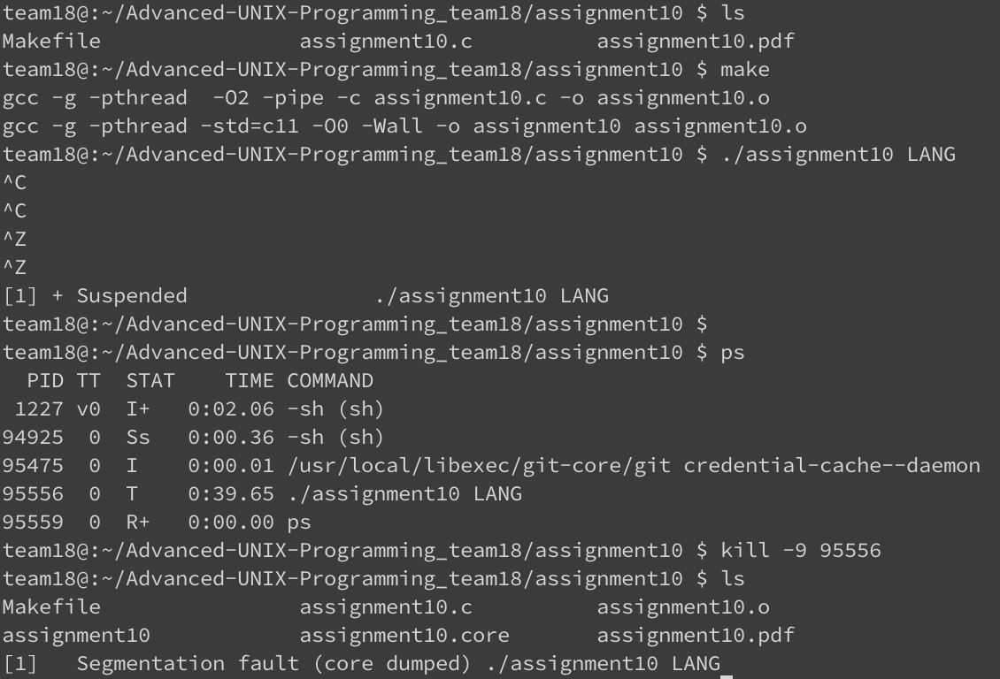 team18@:~/Advanced-UNIX-Programming_team18/assignment10 $ ls
Makefile                assignment10.c          assignment10.pdf
team18@:~/Advanced-UNIX-Programming_team18/assignment10 $ make
gcc -g -pthread  -O2 -pipe -c assignment10.c -o assignment10.o
gcc -g -pthread -std=c11 -O0 -Wall -o assignment10 assignment10.o
team18@:~/Advanced-UNIX-Programming_team18/assignment10 $ ./assignment10 LANG
^C
^C
^Z
^Z
[1] + Suspended               ./assignment10 LANG
team18@:~/Advanced-UNIX-Programming_team18/assignment10 $
team18@:~/Advanced-UNIX-Programming_team18/assignment10 $ ps
  PID TT  STAT    TIME COMMAND
 1227 v0  I+   0:02.06 -sh (sh)
94925  0  Ss   0:00.36 -sh (sh)
95475  0  I    0:00.01 /usr/local/libexec/git-core/git credential-cache--daemon
95556  0  T    0:39.65 ./assignment10 LANG
95559  0  R+   0:00.00 ps
team18@:~/Advanced-UNIX-Programming_team18/assignment10 $ kill -9 95556
team18@:~/Advanced-UNIX-Programming_team18/assignment10 $ ls
Makefile                assignment10.c          assignment10.o
assignment10            assignment10.core       assignment10.pdf
[1]   Segmentation fault (core dumped) ./assignment10 LANG